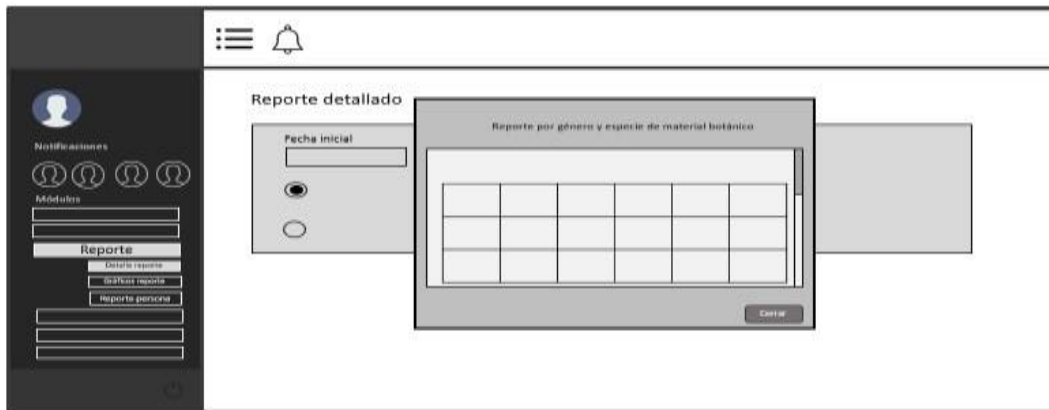 Notificaciones
Módulos
Reporte
Detalle reporte
Gráficos reporte
Reporte persona
Reporte detallado
Fecha inicial
Reporte por género y especie de material botánico
Cerrar